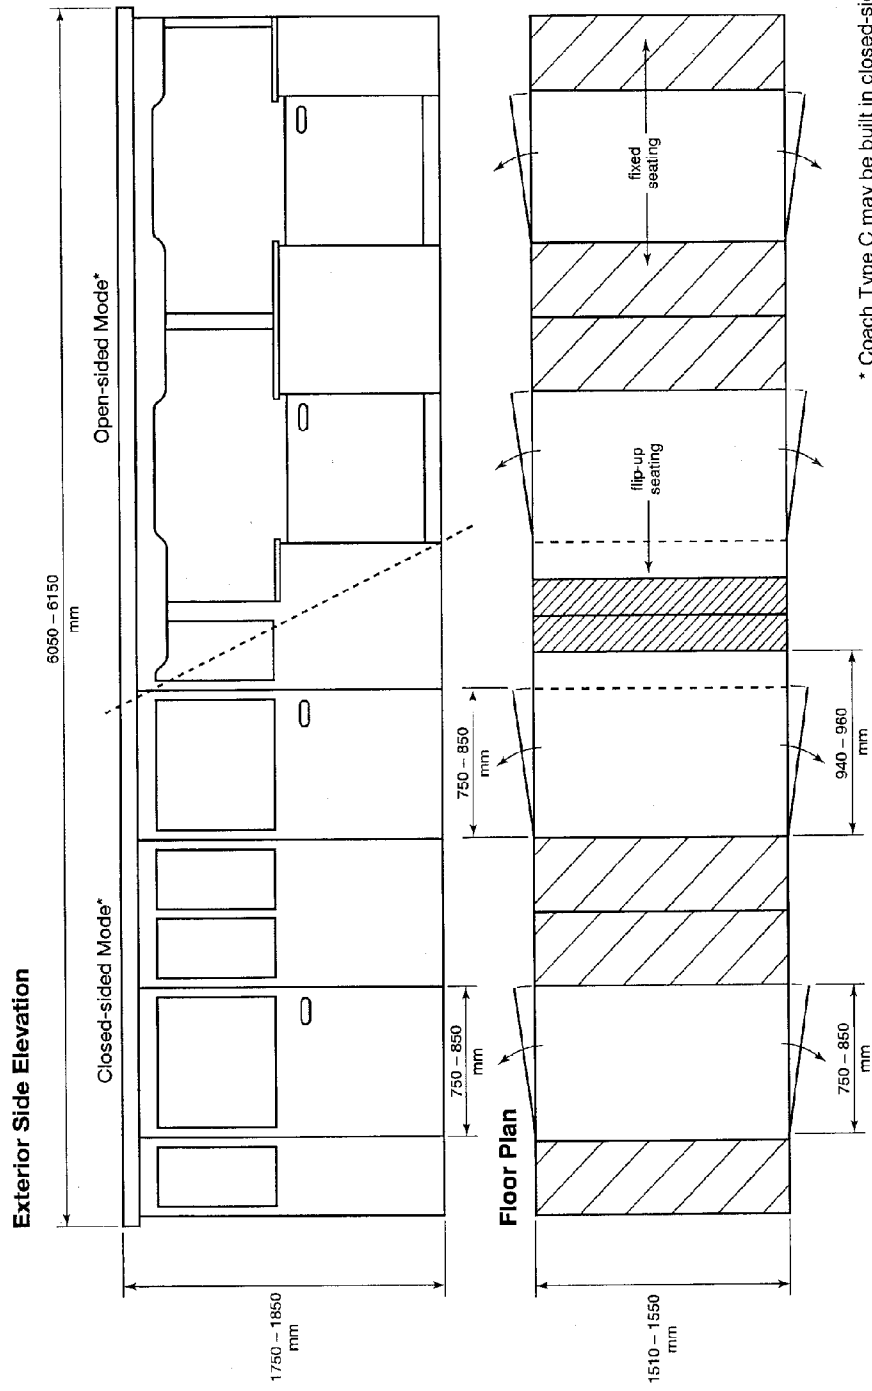 Exterior Side Elevation
6050 – 6150
mm
Closed-sided Mode*
Open-sided Mode*
1750 – 1850
mm
750 – 850
mm
750 – 850
mm
Floor Plan
1510 – 1550
mm
fixed
seating
flip-up
seating
750 – 850
mm
940 – 960
mm
* Coach Type C may be built in closed-si